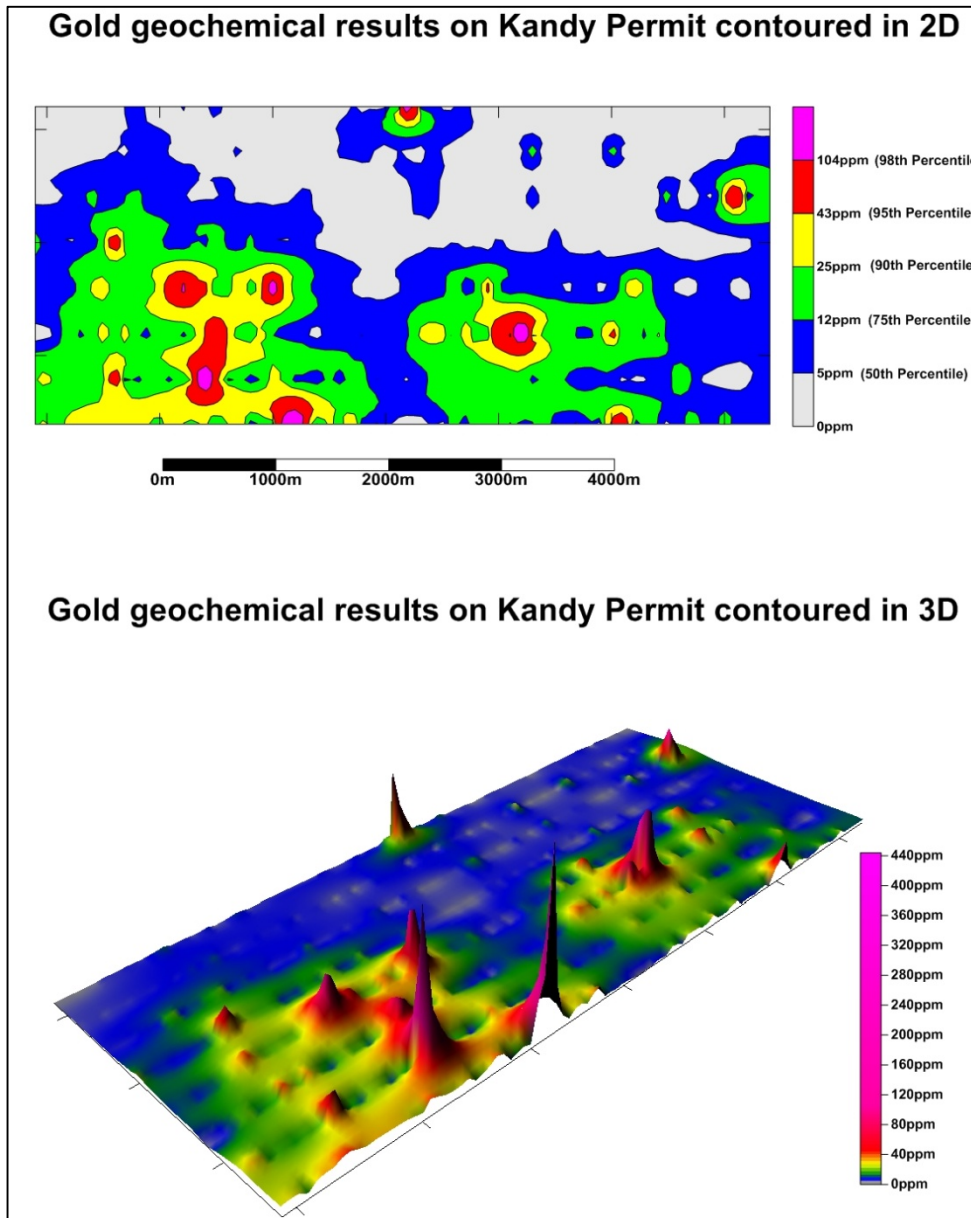 Gold geochemical results on Kandy Permit contoured in 2D
104ppm (98th Percentile
43ppm (95th Percentile
25ppm (90th Percentile
12ppm (75th Percentile
5ppm (50th Percentile)
0ppm
0m 1000m 2000m 3000m 4000m
Gold geochemical results on Kandy Permit contoured in 3D
440ppm
400ppm
360ppm
320ppm
280ppm
240ppm
200ppm
160ppm
120ppm
80ppm
40ppm
0ppm